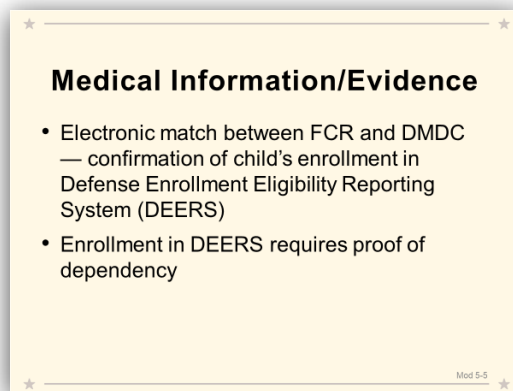 Medical Information/Evidence
• Electronic match between FCR and DMDC
— confirmation of child's enrollment in
Defense Enrollment Eligibility Reporting
System (DEERS)
• Enrollment in DEERS requires proof of
dependency
Mod 5-5